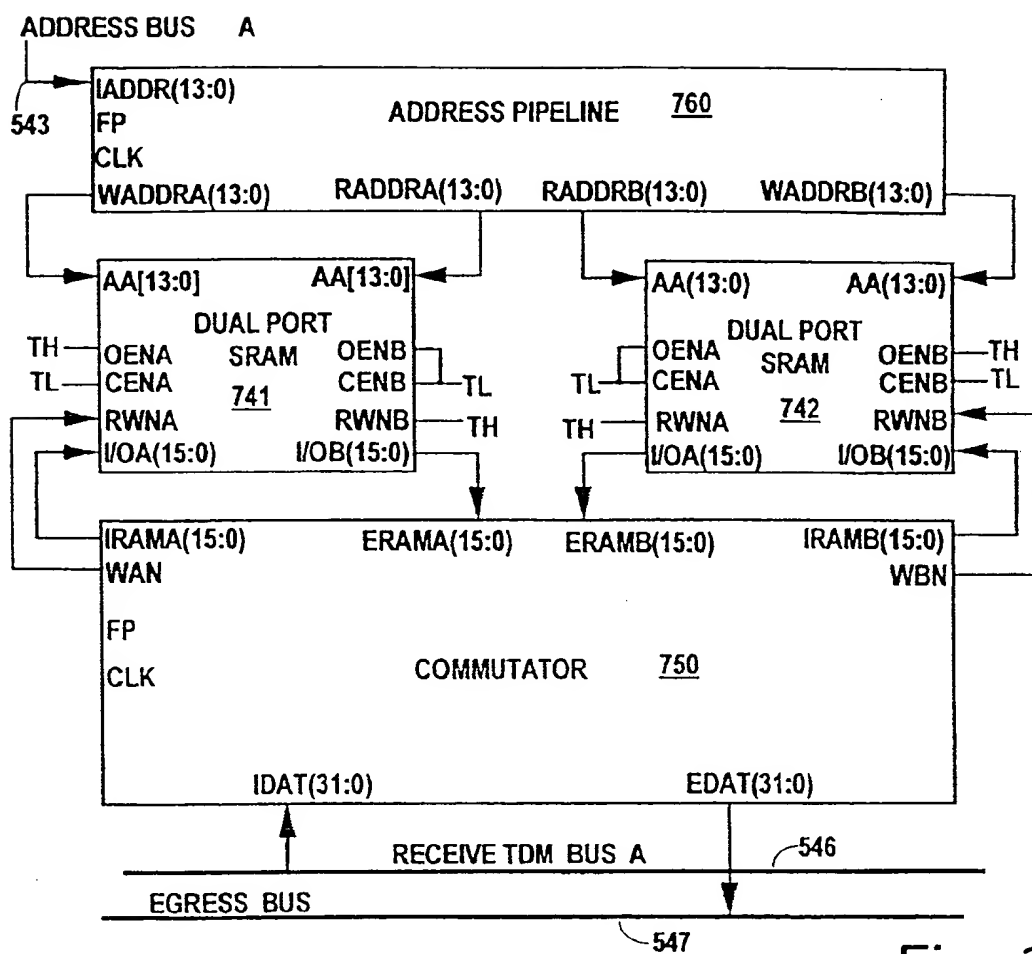 ADDRESS BUS A
543
IADDR(13:0)
FP
CLK
ADDRESS PIPELINE 760
WADDRA(13:0) RADDRA(13:0) RADDRB(13:0) WADDRB(13:0)
AA[13:0] AA[13:0]
DUAL PORT
SRAM
741
TH OENA OENB
TL CENA CENB TL
RWNA RWNB TH
I/OA(15:0) I/OB(15:0)
AA(13:0) AA(13:0)
DUAL PORT
SRAM
742
OENA OENB TH
TL CENA CENB TL
TH RWNA RWNB
I/OA(15:0) I/OB(15:0)
IRAMA(15:0) ERAMA(15:0) ERAMB(15:0) IRAMB(15:0)
WAN WBN
FP
CLK
COMMUTATOR 750
IDAT(31:0) EDAT(31:0)
RECEIVE TDM BUS A 546
EGRESS BUS
547